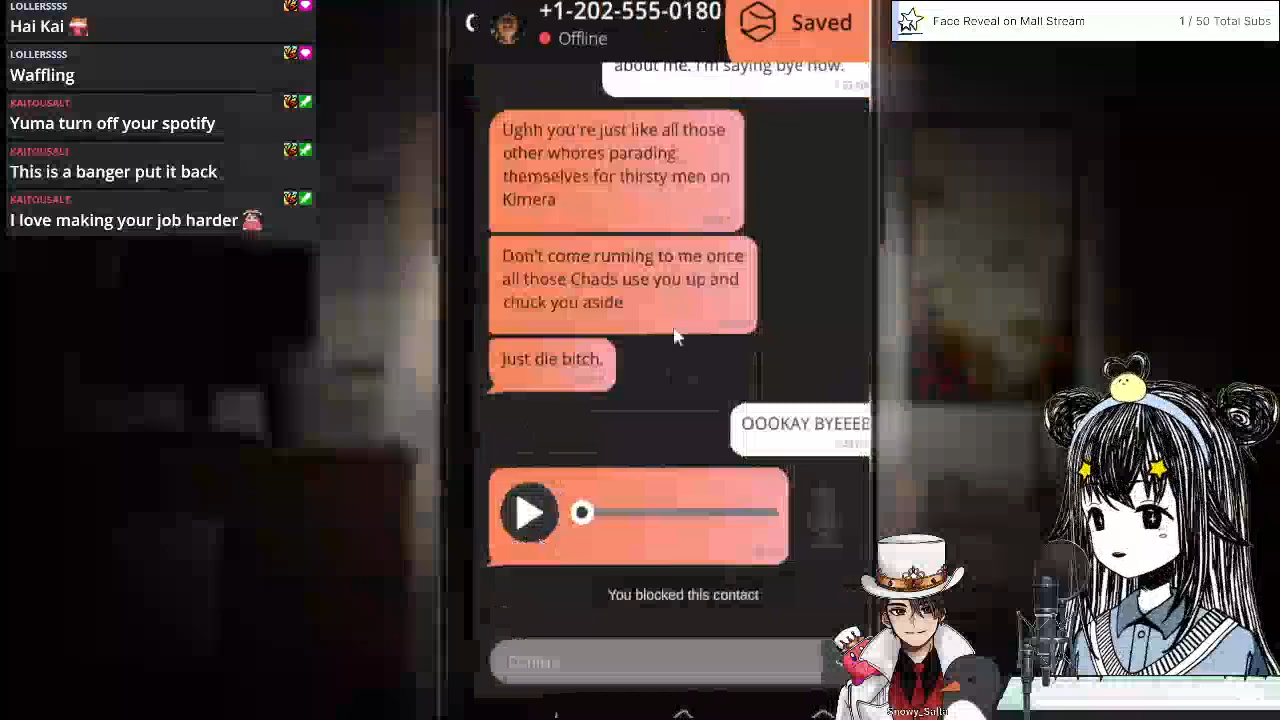 LOLLERSSSS
Hai Kai
LOLLERSSSS
Waffling
KAITOUSALT
Yuma turn off your spotify
KAITOUSALT
This is a banger put it back
KAITOUSALT
I love making your job harder
+1-202-555-0180
Offline
Saved
about me. I'm saying bye now.
Ughh you're just like all those
other whores parading
themselves for thirsty men on
Kimera
Don't come running to me once
all those Chads use you up and
chuck you aside
Just die bitch.
OOOKAY BYEEEE
You blocked this contact
Face Reveal on Mall Stream
1 / 50 Total Subs